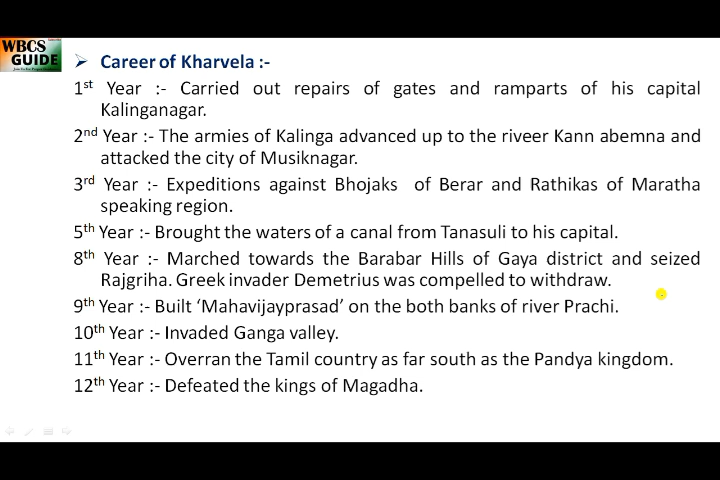 WBCS
GUIDE
➢ Career of Kharvela :-
1st Year :- Carried out repairs of gates and ramparts of his capital
Kalinganagar.
2nd Year :- The armies of Kalinga advanced up to the riveer Kann abemna and
attacked the city of Musiknagar.
3rd Year :- Expeditions against Bhojaks of Berar and Rathikas of Maratha
speaking region.
5th Year :- Brought the waters of a canal from Tanasuli to his capital.
8th Year :- Marched towards the Barabar Hills of Gaya district and seized
Rajgriha. Greek invader Demetrius was compelled to withdraw.
9th Year :- Built ‘Mahavijayprasad’ on the both banks of river Prachi.
10th Year :- Invaded Ganga valley.
11th Year :- Overran the Tamil country as far south as the Pandya kingdom.
12th Year :- Defeated the kings of Magadha.